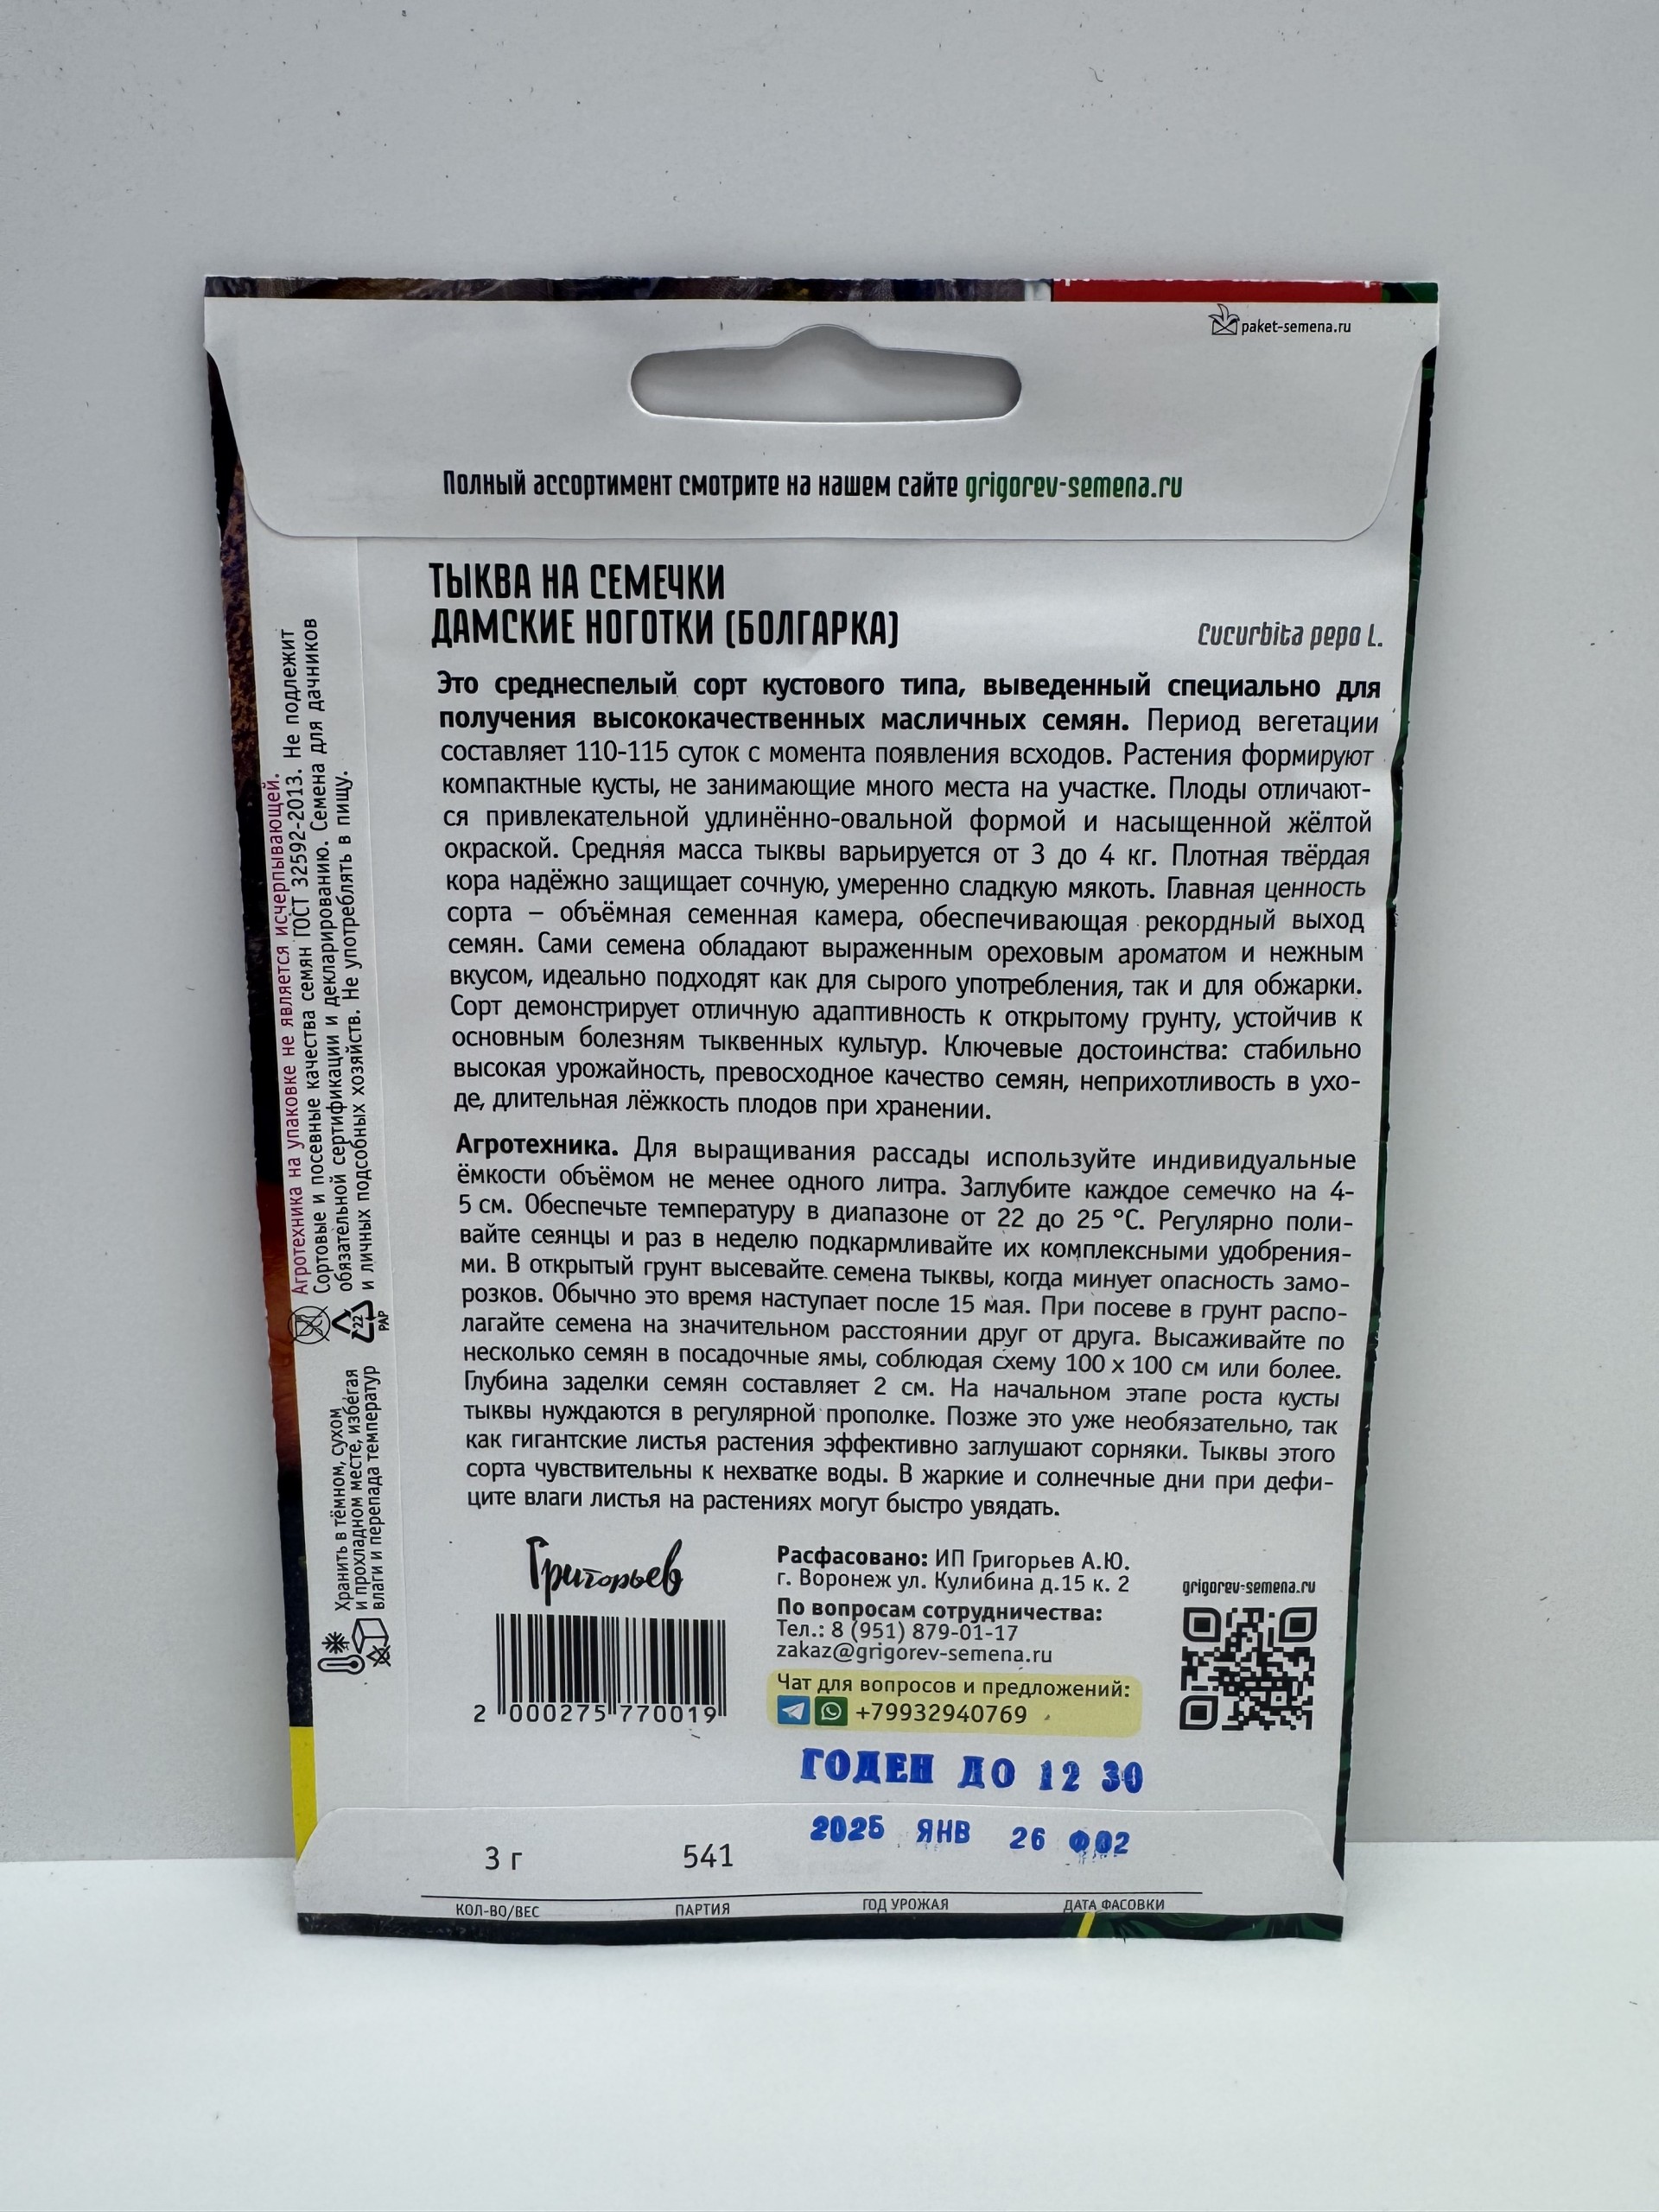 paket-semena.ru
Полный ассортимент смотрите на нашем сайте grigorev-semena.ru
ТЫКВА НА СЕМЕЧКИ
ДАМСКИЕ НОГОТКИ (БОЛГАРКА)
Cucurbita pepo L.
Это среднеспелый сорт кустового типа, выведенный специально для
получения высококачественных масличных семян. Период вегетации
составляет 110-115 суток с момента появления всходов. Растения формируют
компактные кусты, не занимающие много места на участке. Плоды отличают-
ся привлекательной удлинённо-овальной формой и насыщенной жёлтой
окраской. Средняя масса тыквы варьируется от 3 до 4 кг. Плотная твёрдая
кора надёжно защищает сочную, умеренно сладкую мякоть. Главная ценность
сорта – объёмная семенная камера, обеспечивающая рекордный выход
семян. Сами семена обладают выраженным ореховым ароматом и нежным
вкусом, идеально подходят как для сырого употребления, так и для обжарки.
Сорт демонстрирует отличную адаптивность к открытому грунту, устойчив к
основным болезням тыквенных культур. Ключевые достоинства: стабильно
высокая урожайность, превосходное качество семян, неприхотливость в ухо-
де, длительная лёжкость плодов при хранении.
Агротехника. Для выращивания рассады используйте индивидуальные
ёмкости объёмом не менее одного литра. Заглубите каждое семечко на 4-
5 см. Обеспечьте температуру в диапазоне от 22 до 25 °С. Регулярно поли-
вайте сеянцы и раз в неделю подкармливайте их комплексными удобрения-
ми. В открытый грунт высевайте семена тыквы, когда минует опасность замо-
розков. Обычно это время наступает после 15 мая. При посеве в грунт распо-
лагайте семена на значительном расстоянии друг от друга. Высаживайте по
несколько семян в посадочные ямы, соблюдая схему 100 х 100 см или более.
Глубина заделки семян составляет 2 см. На начальном этапе роста кусты
тыквы нуждаются в регулярной прополке. Позже это уже необязательно, так
как гигантские листья растения эффективно заглушают сорняки. Тыквы этого
сорта чувствительны к нехватке воды. В жаркие и солнечные дни при дефи-
ците влаги листья на растениях могут быстро увядать.
Агротехника на упаковке не является исчерпывающей.
Сортовые и посевные качества семян ГОСТ 32592-2013. Не подлежит
обязательной сертификации и декларированию. Семена для дачников
и личных подсобных хозяйств. Не употреблять в пищу.
22
PAP
Хранить в тёмном, сухом
и прохладном месте, избегая
влаги и перепада температур
Григорьев
2 000275 770019
Расфасовано: ИП Григорьев А.Ю.
г. Воронеж ул. Кулибина д.15 к. 2
По вопросам сотрудничества:
Тел.: 8 (951) 879-01-17
zakaz@grigorev-semena.ru
Чат для вопросов и предложений:
+79932940769
grigorev-semena.ru
ГОДЕН ДО 12 30
2025 ЯНВ 26 Ф02
3 г 541
КОЛ-ВО/ВЕС ПАРТИЯ ГОД УРОЖАЯ ДАТА ФАСОВКИ